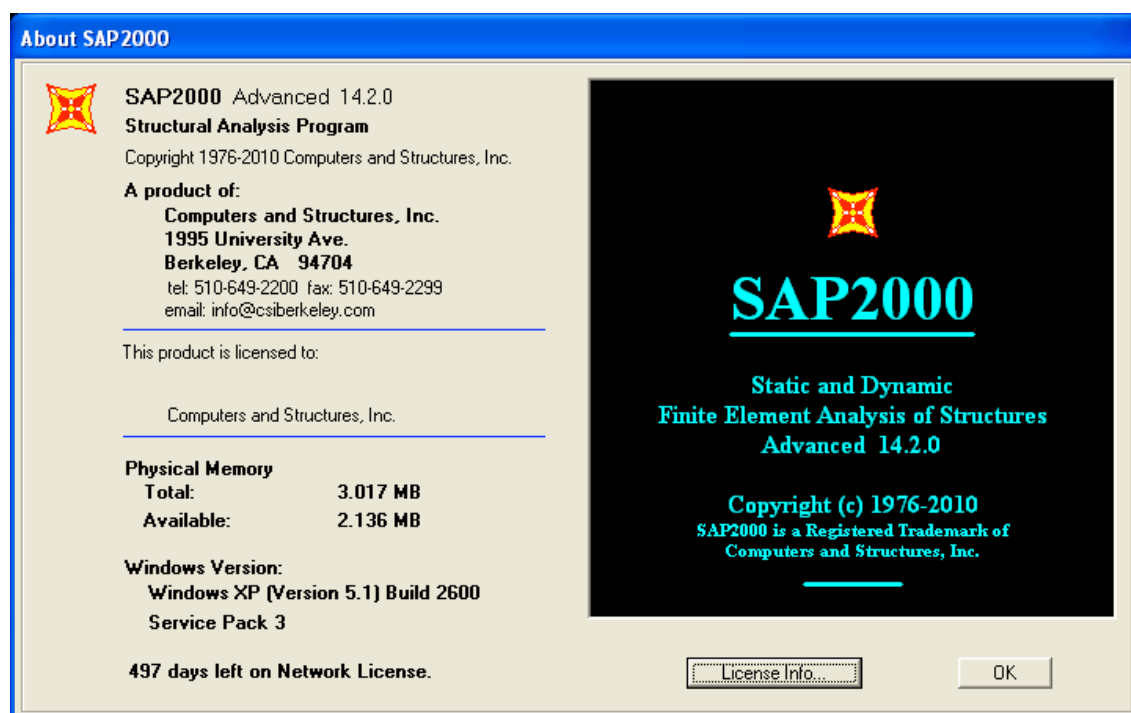 About SAP2000
SAP2000 Advanced 14.2.0
Structural Analysis Program
Copyright 1976-2010 Computers and Structures, Inc.
A product of:
Computers and Structures, Inc.
1995 University Ave.
Berkeley, CA 94704
tel: 510-649-2200 fax: 510-649-2299
email: info@csiberkeley.com
This product is licensed to:
Computers and Structures, Inc.
Physical Memory
Total: 3.017 MB
Available: 2.136 MB
Windows Version:
Windows XP (Version 5.1) Build 2600
Service Pack 3
497 days left on Network License.
SAP2000
Static and Dynamic
Finite Element Analysis of Structures
Advanced 14.2.0
Copyright (c) 1976-2010
SAP2000 is a Registered Trademark of
Computers and Structures, Inc.
License Info...
OK